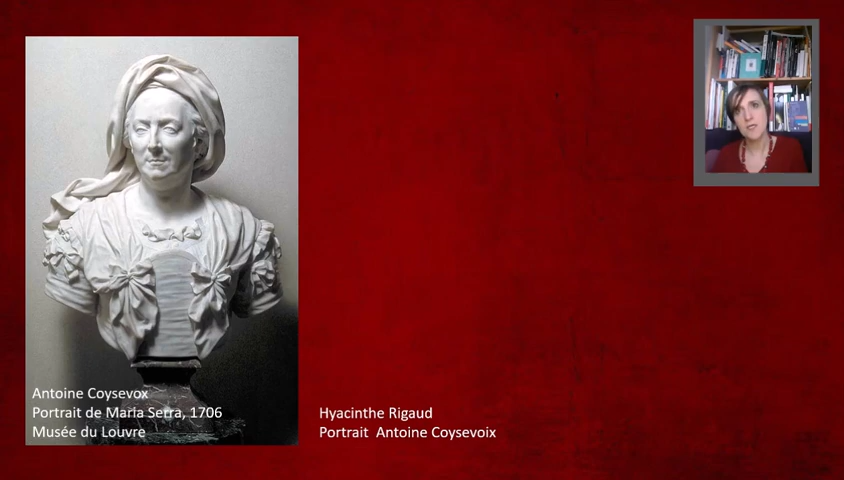 Antoine Coysevox
Portrait de Maria Serra, 1706
Musée du Louvre
Hyacinthe Rigaud
Portrait Antoine Coysevoix